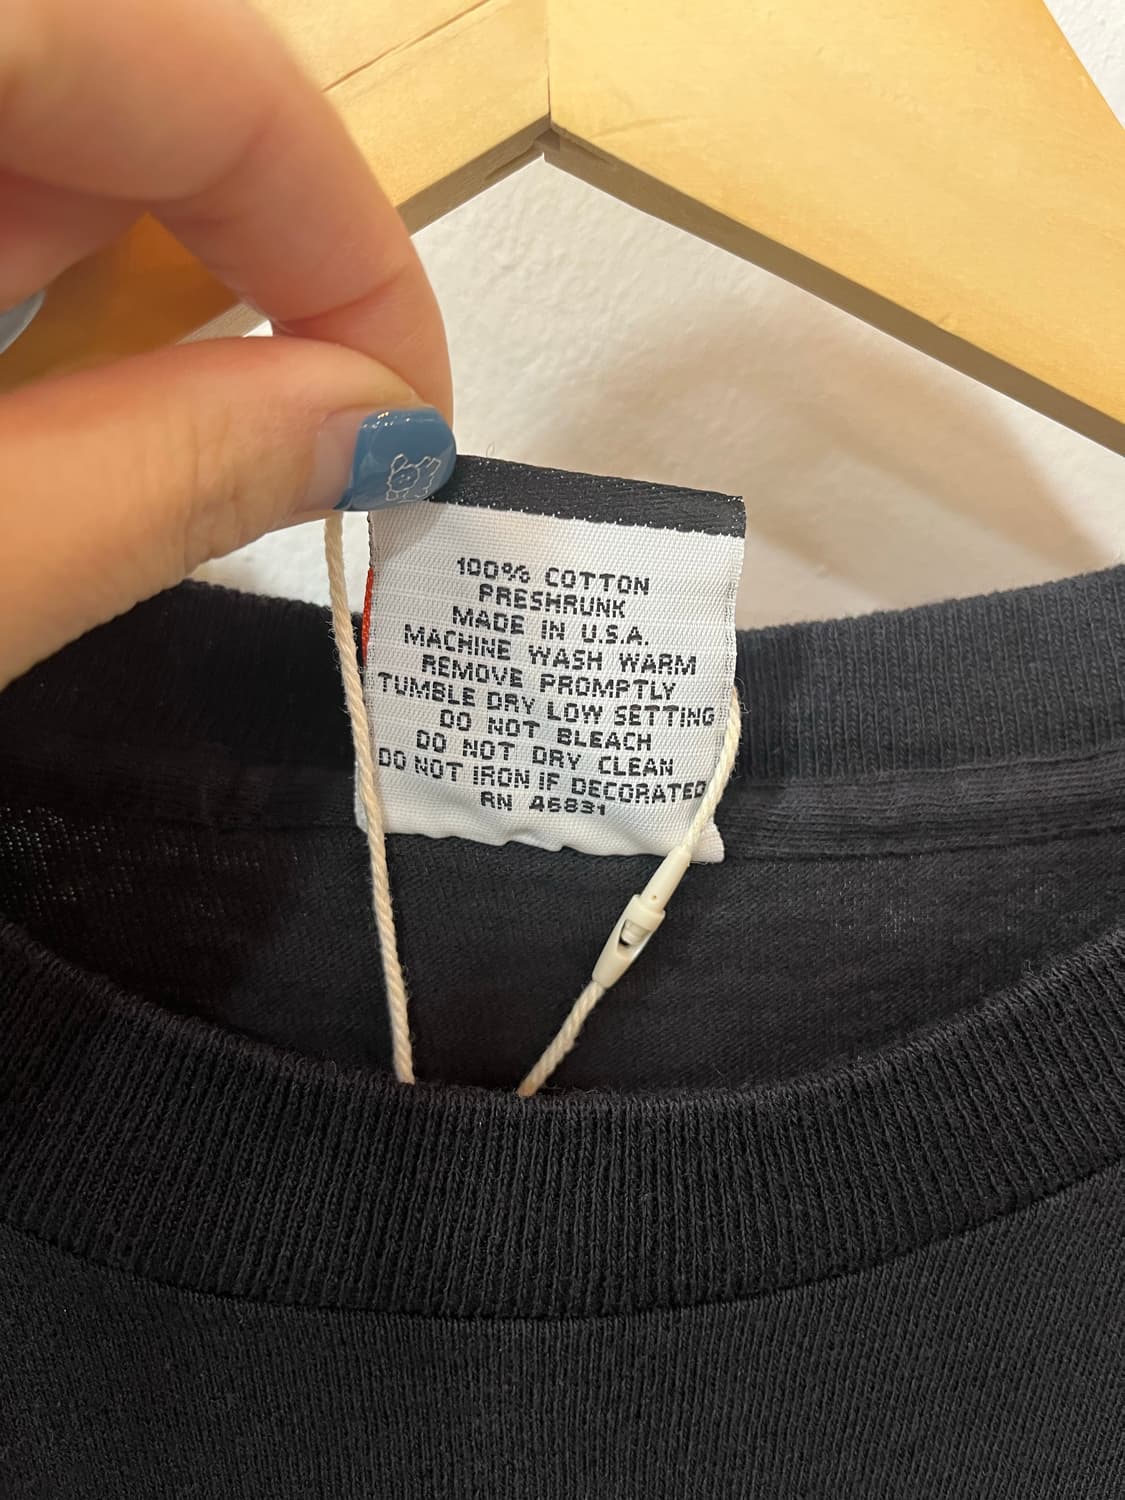 100% COTTON
PRESHRUNK
MADE IN U.S.A.
MACHINE WASH WARM
REMOVE PROMPTLY
TUMBLE DRY LOW SETTING
DO NOT BLEACH
DO NOT DRY CLEAN
DO NOT IRON IF DECORATED
RN 46831